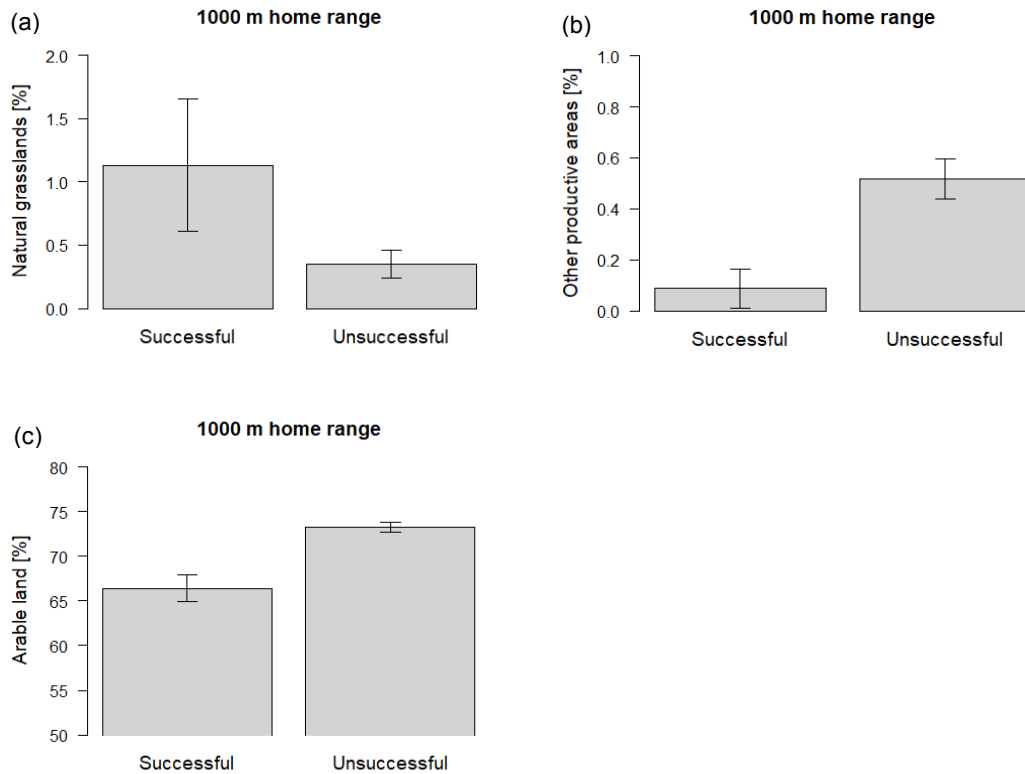 (a)
1000 m home range
Natural grasslands [%]
2.0
1.5
1.0
0.5
0.0
Successful Unsuccessful
(b)
1000 m home range
Other productive areas [%]
1.0
0.8
0.6
0.4
0.2
0.0
Successful Unsuccessful
(c)
1000 m home range
Arable land [%]
80
75
70
65
60
55
50
Successful Unsuccessful